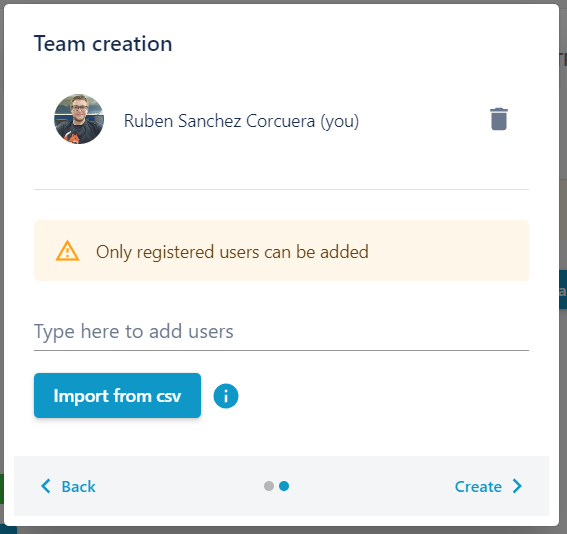 Team creation
Ruben Sanchez Corcuera (you)
Only registered users can be added
Type here to add users
Import from csv
Back
Create